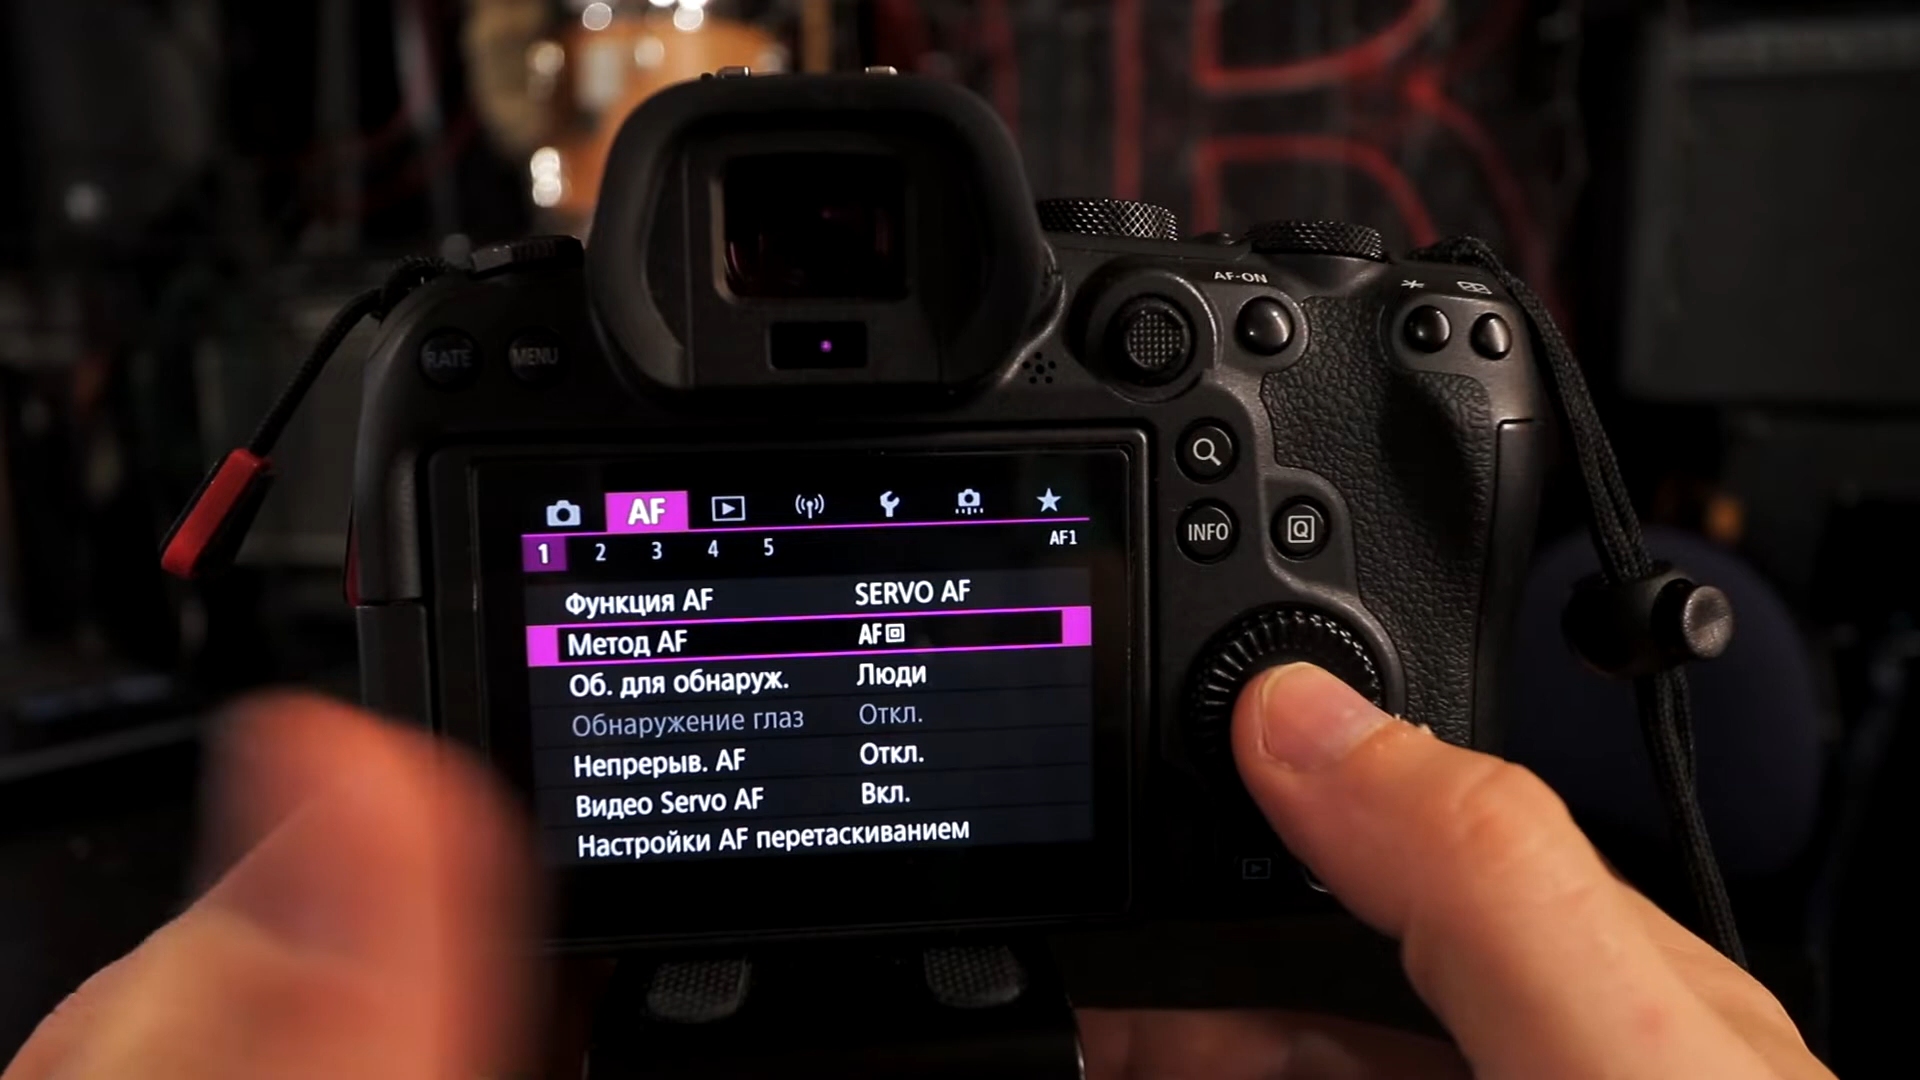 AF-ON
RATE MENU
INFO Q
AF
1 2 3 4 5 AF1
Функция AF SERVO AF
Метод AF AF
Об. для обнаруж. Люди
Обнаружение глаз Откл.
Непрерыв. AF Откл.
Видео Servo AF Вкл.
Настройки AF перетаскиванием